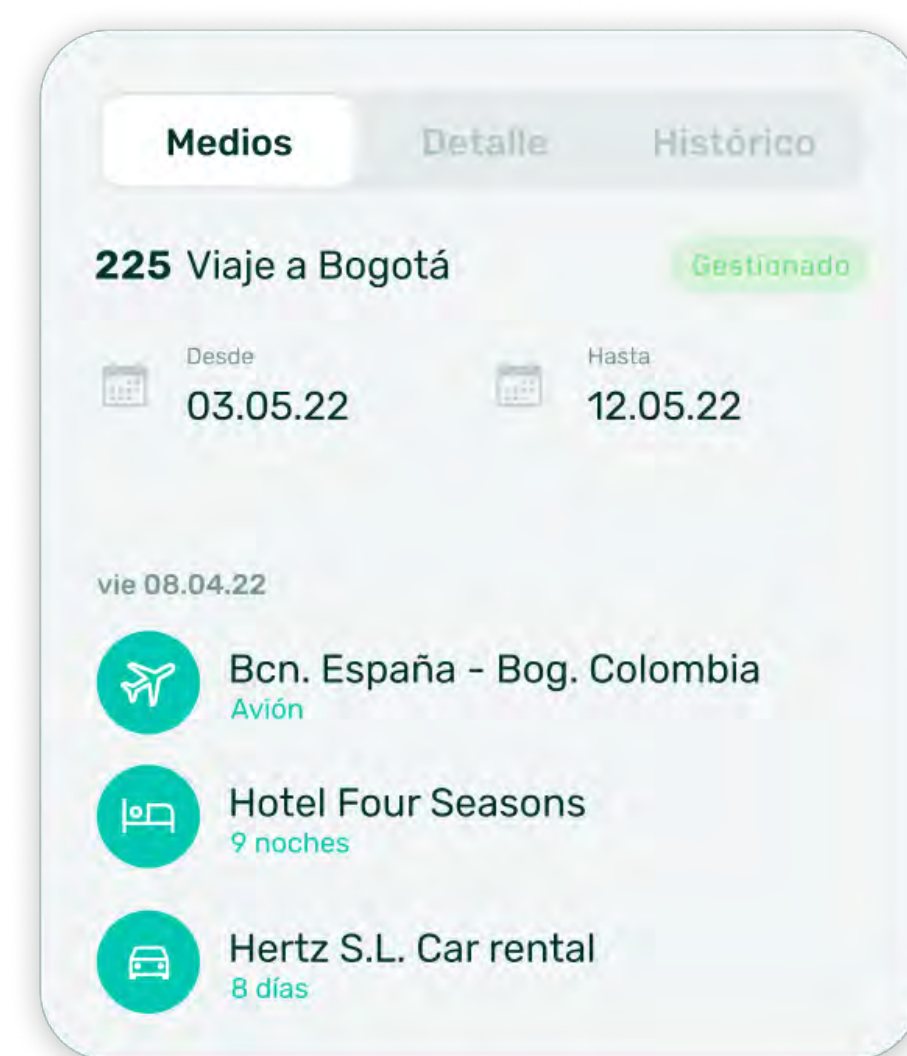 Medios Detalle Histórico
225 Viaje a Bogotá Gestionado
Desde Hasta
03.05.22 12.05.22
vie 08.04.22
Bcn. España - Bog. Colombia
Avión
Hotel Four Seasons
9 noches
Hertz S.L. Car rental
8 días